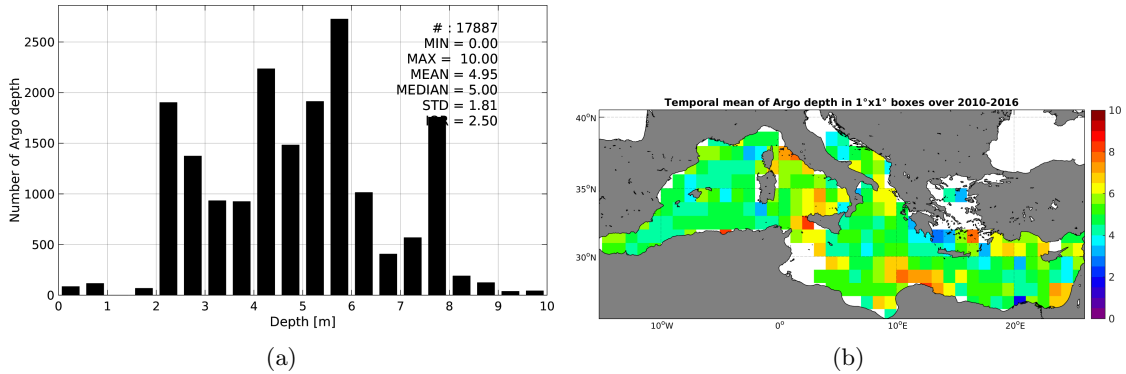 # : 17887
MIN = 0.00
MAX = 10.00
MEAN = 4.95
MEDIAN = 5.00
STD = 1.81
= 2.50
2500
2000
1500
1000
500
0
Number of Argo depth
0 1 2 3 4 5 6 7 8 9 10
Depth [m]
(a)
Temporal mean of Argo depth in 1°x1° boxes over 2010-2016
40°N
35°N
30°N
10°W 0° 10°E 20°E
10
8
6
4
2
0
(b)